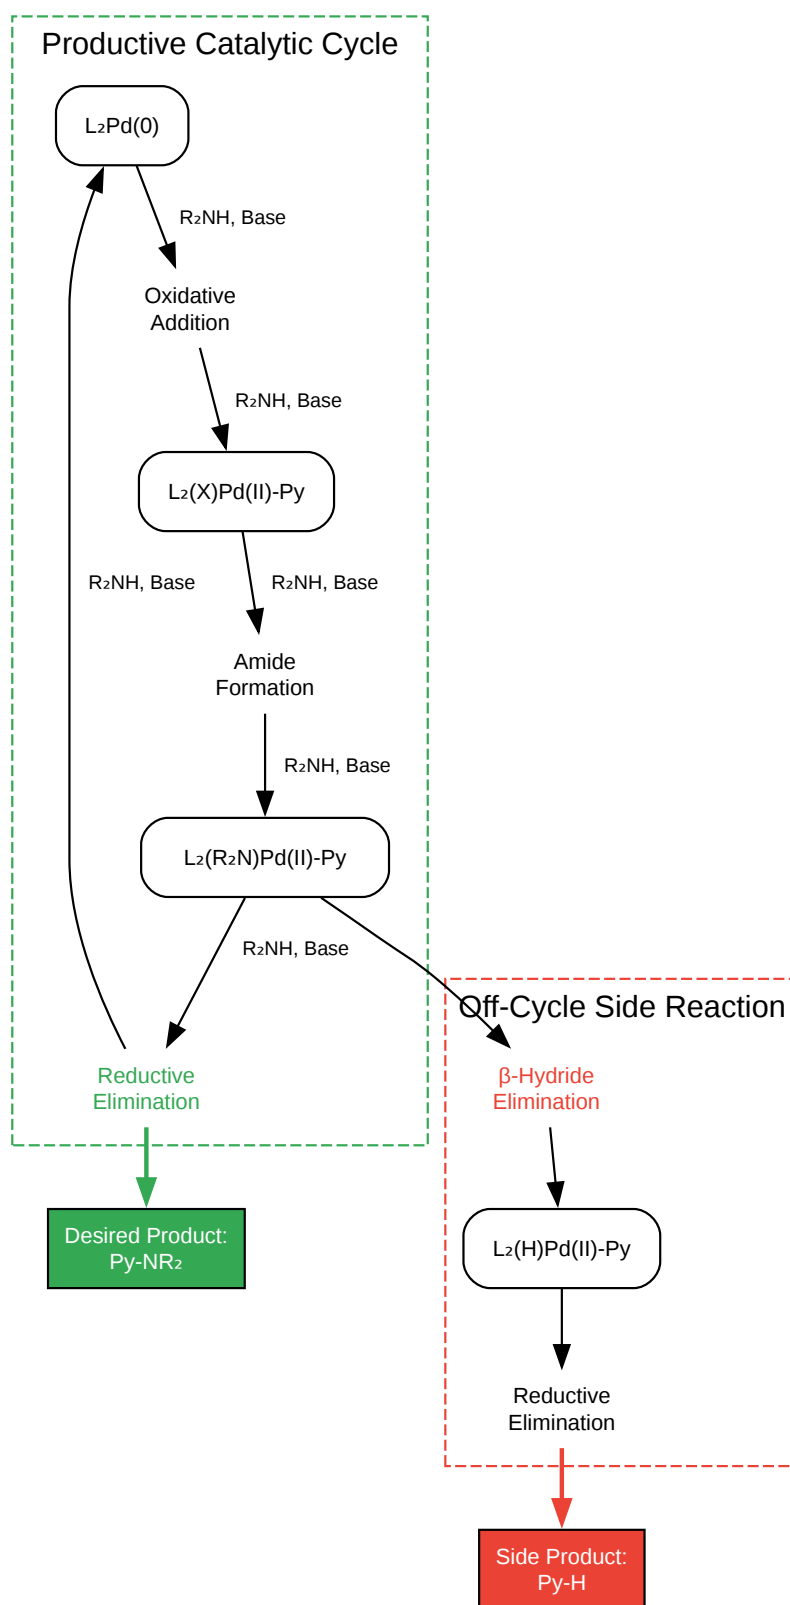 Productive Catalytic Cycle
L₂Pd(0)
R₂NH, Base
Oxidative
Addition
R₂NH, Base
L₂(X)Pd(II)-Py
R₂NH, Base
R₂NH, Base
Amide
Formation
R₂NH, Base
L₂(R₂N)Pd(II)-Py
R₂NH, Base
Reductive
Elimination
Desired Product:
Py-NR₂
Off-Cycle Side Reaction
β-Hydride
Elimination
L₂(H)Pd(II)-Py
Reductive
Elimination
Side Product:
Py-H